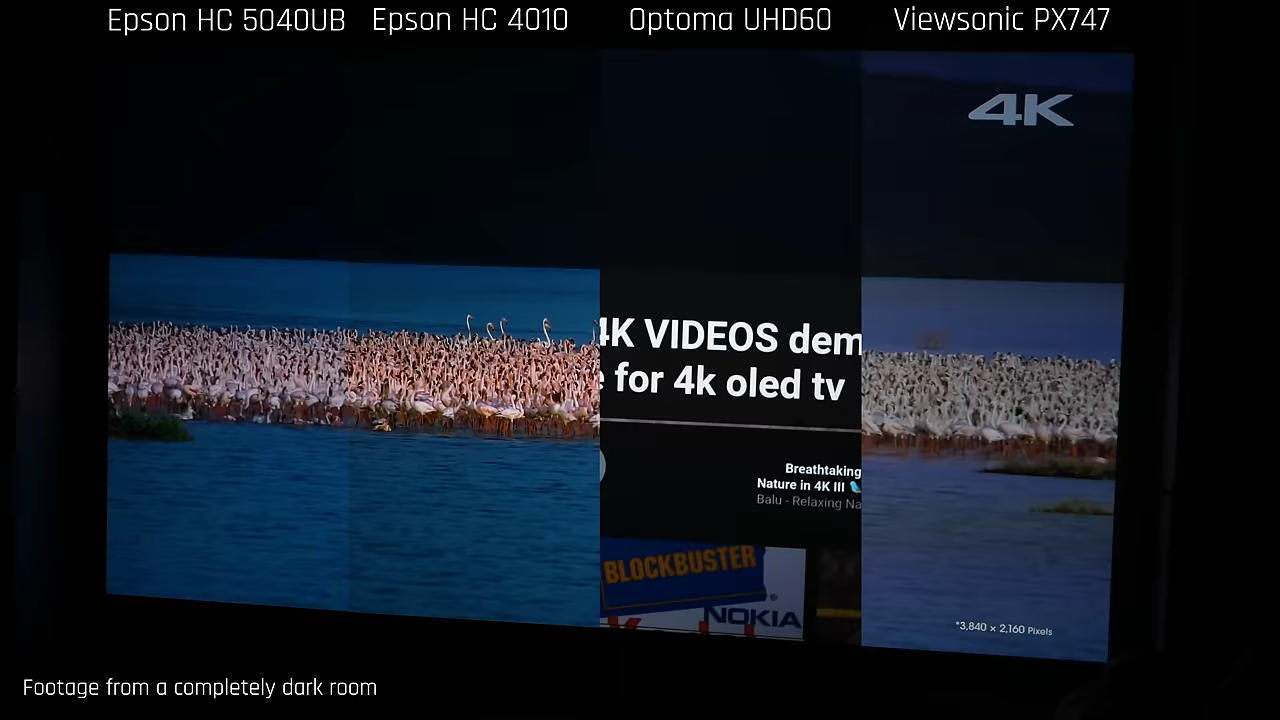 Epson HC 5040UB Epson HC 4010 Optoma UHD60 Viewsonic PX747
4K
4K VIDEOS dem
e for 4k oled tv
Breathtaking
Nature in 4K III
Balu - Relaxing Na
BLOCKBUSTER
NOKIA
*3,840 x 2,160 Pixels
Footage from a completely dark room